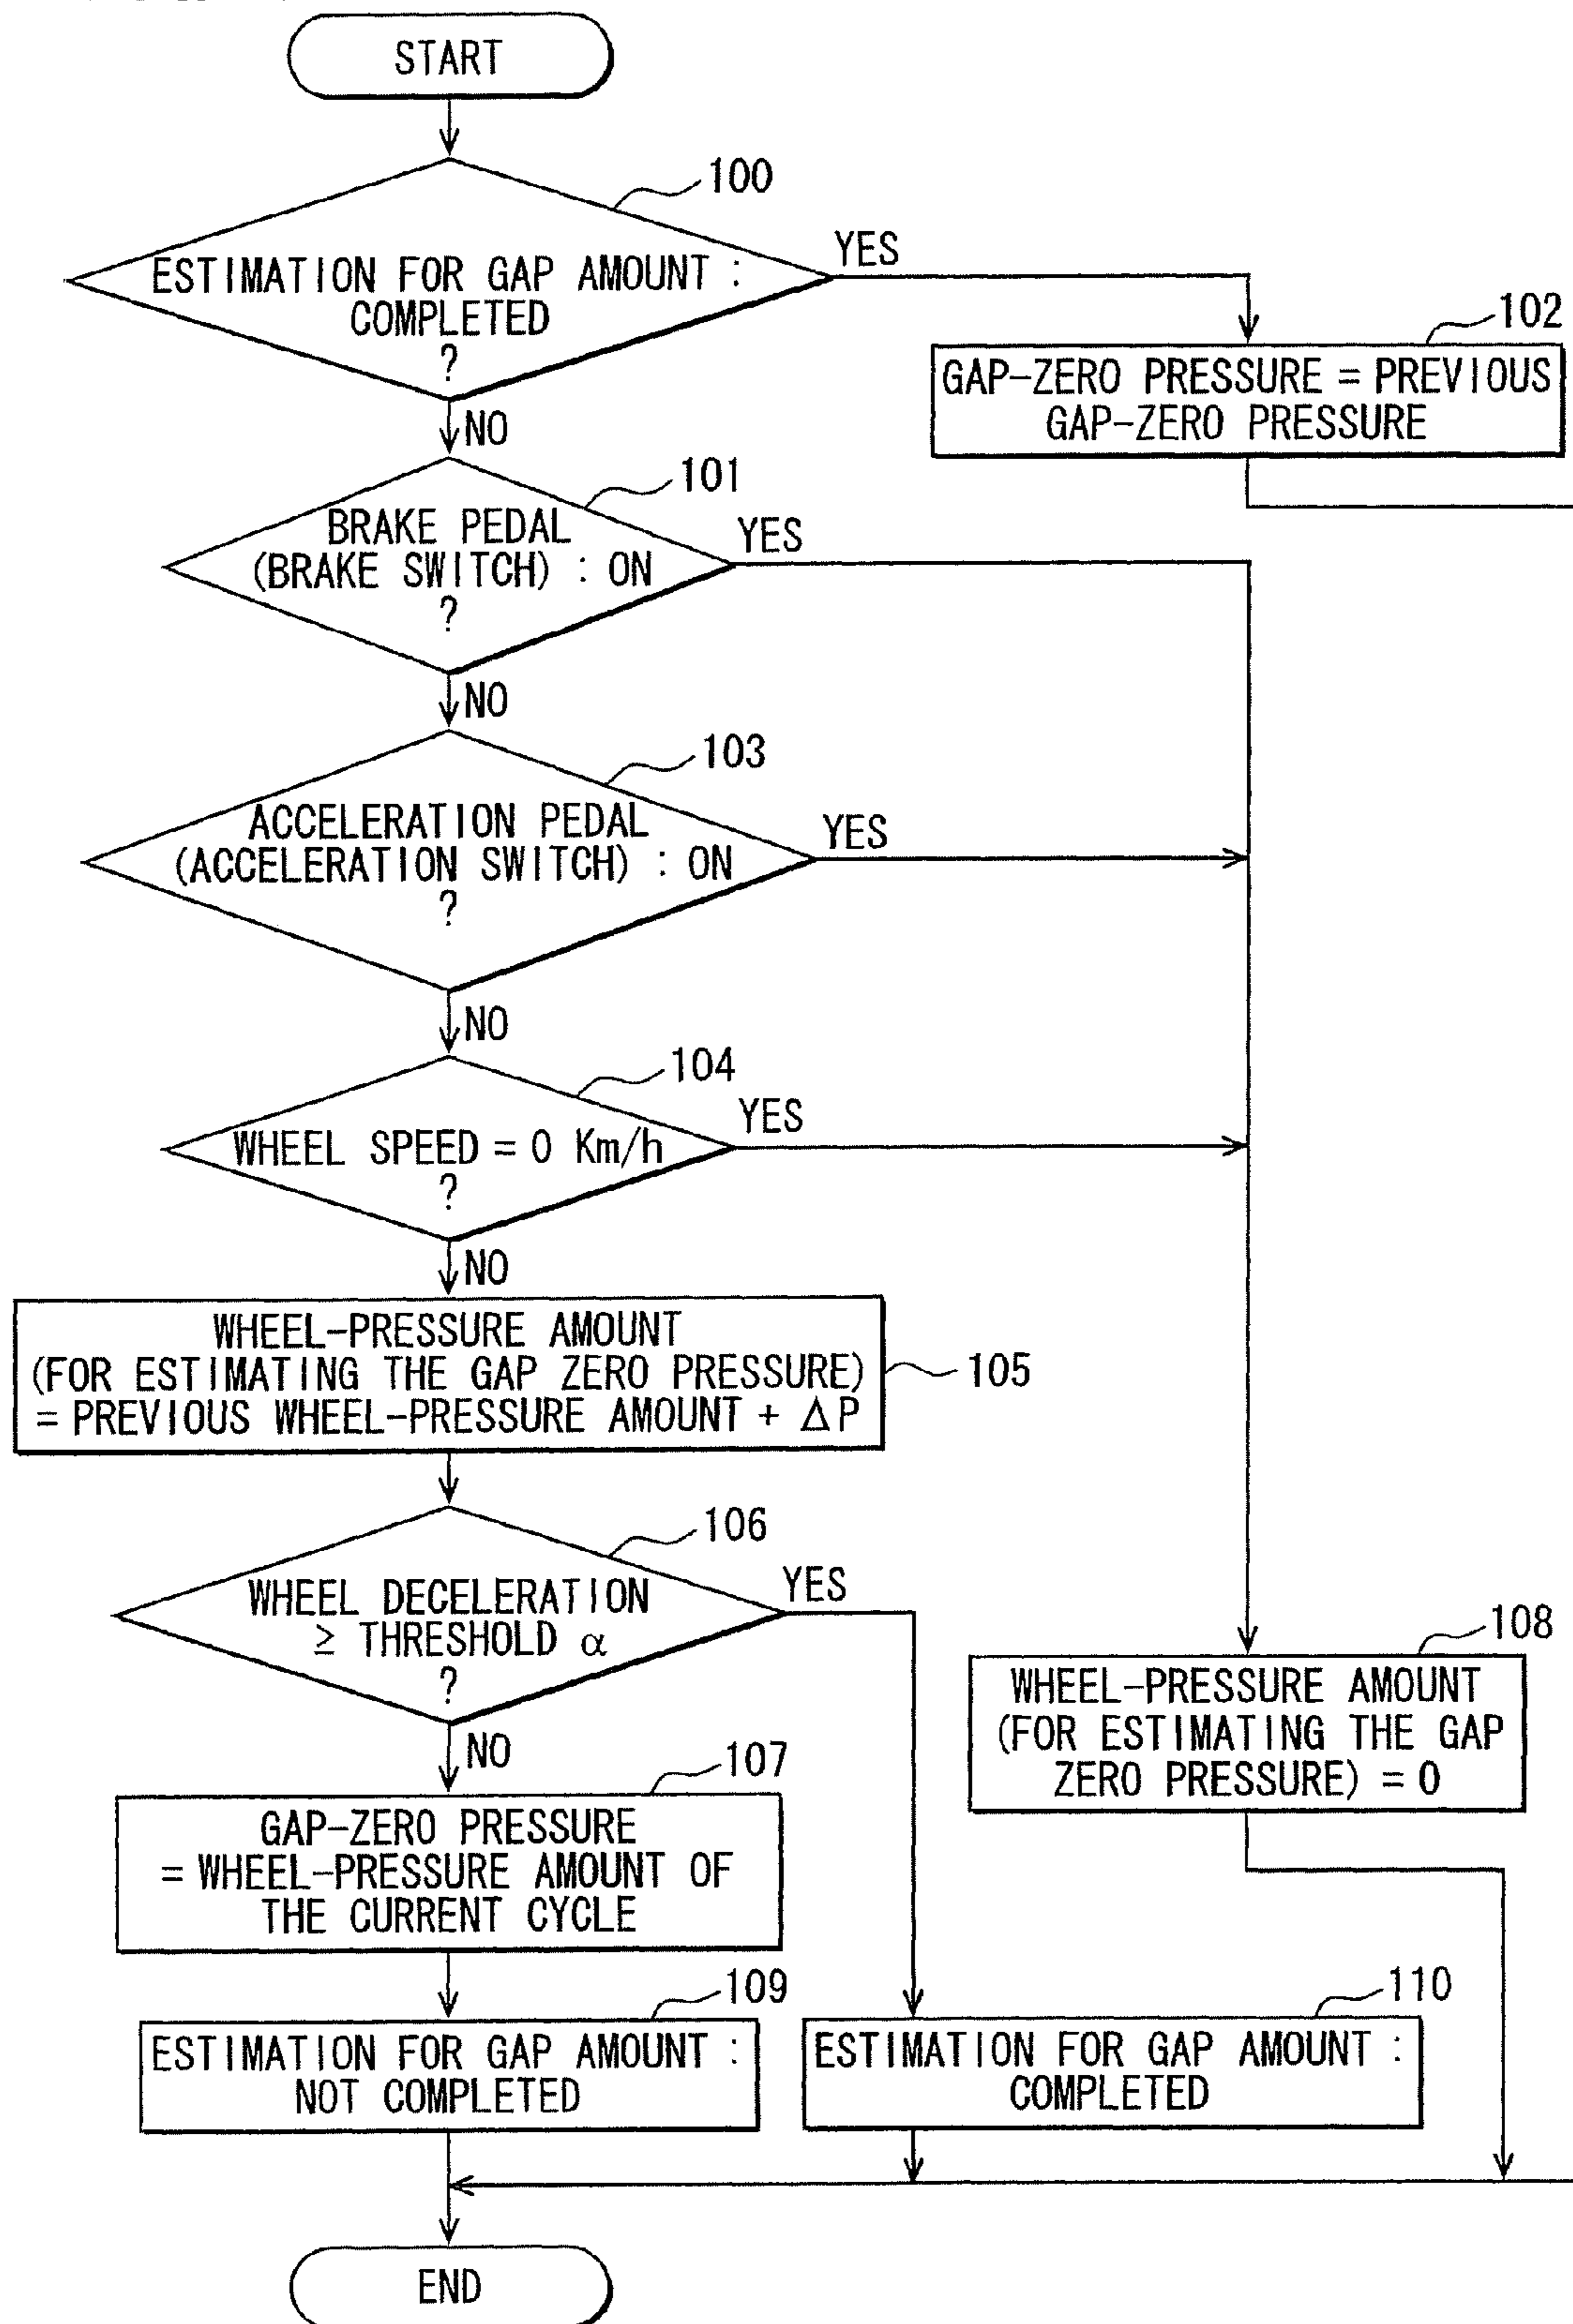 START
100
ESTIMATION FOR GAP AMOUNT :
COMPLETED
?
YES
NO
102
GAP-ZERO PRESSURE = PREVIOUS
GAP-ZERO PRESSURE
101
BRAKE PEDAL
(BRAKE SWITCH) : ON
?
YES
NO
103
ACCELERATION PEDAL
(ACCELERATION SWITCH) : ON
?
YES
NO
104
WHEEL SPEED = 0 Km/h
?
YES
NO
WHEEL-PRESSURE AMOUNT
(FOR ESTIMATING THE GAP ZERO PRESSURE)
= PREVIOUS WHEEL-PRESSURE AMOUNT + ΔP
105
106
WHEEL DECELERATION
≥ THRESHOLD α
?
YES
NO
108
WHEEL-PRESSURE AMOUNT
(FOR ESTIMATING THE GAP
ZERO PRESSURE) = 0
107
GAP-ZERO PRESSURE
= WHEEL-PRESSURE AMOUNT OF
THE CURRENT CYCLE
109
ESTIMATION FOR GAP AMOUNT :
NOT COMPLETED
110
ESTIMATION FOR GAP AMOUNT :
COMPLETED
END